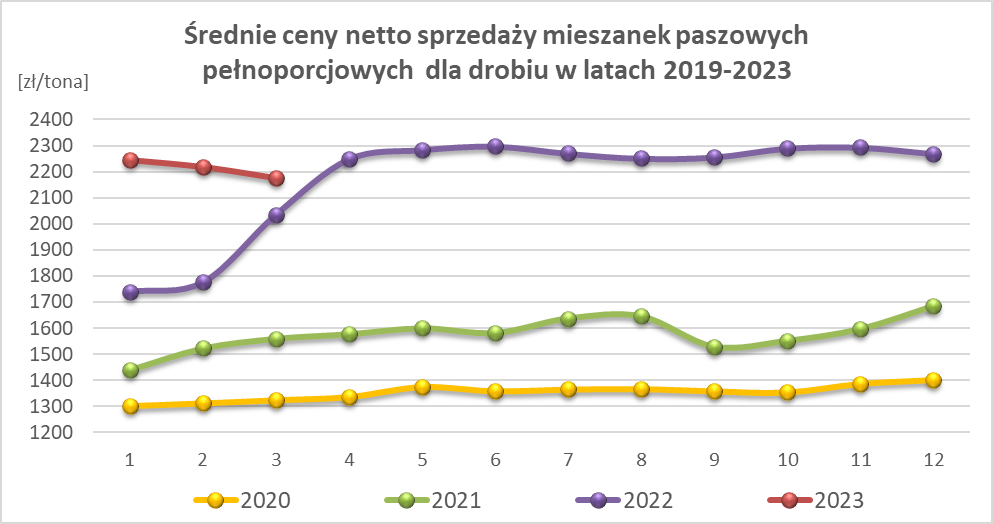 Średnie ceny netto sprzedaży mieszanek paszowych
pełnoporcjowych dla drobiu w latach 2019-2023
[zł/tona]
2400
2300
2200
2100
2000
1900
1800
1700
1600
1500
1400
1300
1200
1 2 3 4 5 6 7 8 9 10 11 12
2020 2021 2022 2023